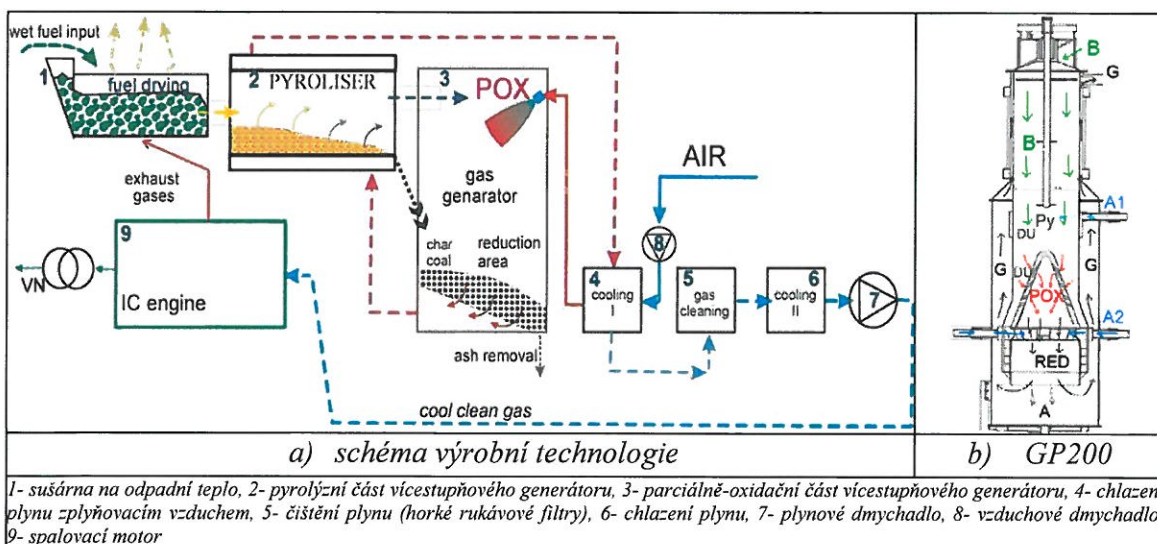 wet fuel input
1
fuel drying
2
PYROLISER
3
POX
B
G
B
AIR
exhaust
gases
gas
genarator
A1
Py
DU
8
9
char
coal
reduction
area
G
G
DU
POX
4
cooling
I
5
gas
cleaning
6
cooling
II
7
VN
IC engine
A2
RED
ash removal
A
cool clean gas
a) schéma výrobní technologie
b) GP200
1- sušárna na odpadní teplo, 2- pyrolýzní část vícestupňového generátoru, 3- parciálně-oxidační část vícestupňového generátoru, 4- chlazení
plynu zplyňovacím vzduchem, 5- čištění plynu (horké rukávové filtry), 6- chlazení plynu, 7- plynové dmychadlo, 8- vzduchové dmychadlo
9- spalovací motor